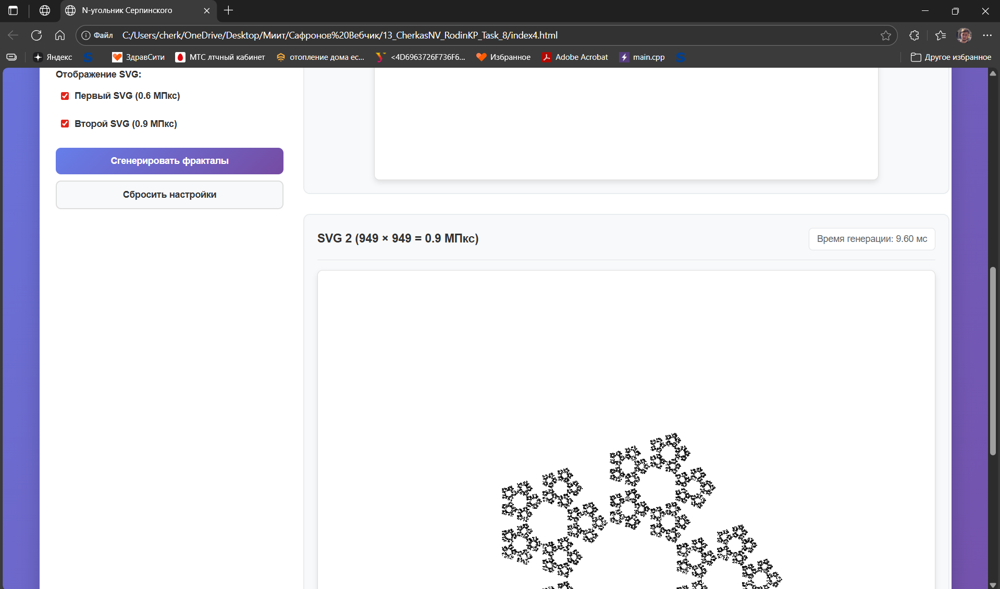 N-угольник Серпинского
Файл
C:/Users/cherk/OneDrive/Desktop/Миит/Сафронов%20Вебчик/13_CherkasNV_RodinKP_Task_8/index4.html
Яндекс
S
ЗдравСити
МТС лтчный кабинет
отопление дома ес...
<4D6963726F736F6...
Избранное
Adobe Acrobat
main.cpp
S
Другое избранное
Отображение SVG:
Первый SVG (0.6 МПкс)
Второй SVG (0.9 МПкс)
Сгенерировать фракталы
Сбросить настройки
SVG 2 (949 × 949 = 0.9 МПкс)
Время генерации: 9.60 мс